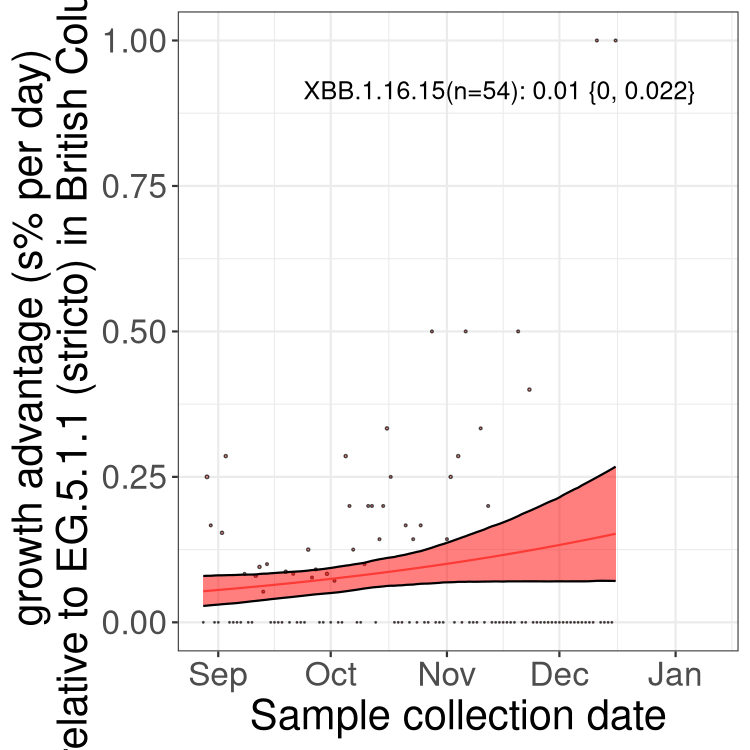 growth advantage (s% per day)
relative to EG.5.1.1 (stricto) in British
1.00
0.75
0.50
0.25
0.00
XBB.1.16.15(n=54): 0.01 {0, 0.022}
Sep Oct Nov Dec Jan
Sample collection date